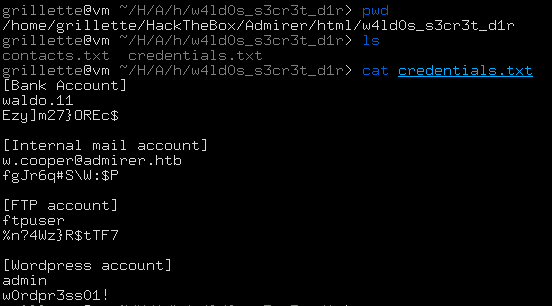 grillette@vm ~/H/A/h/w4ld0s_s3cr3t_d1r> pwd
/home/grillette/HackTheBox/Admirer/html/w4ld0s_s3cr3t_d1r
grillette@vm ~/H/A/h/w4ld0s_s3cr3t_d1r> ls
contacts.txt  credentials.txt
grillette@vm ~/H/A/h/w4ld0s_s3cr3t_d1r> cat credentials.txt
[Bank Account]
waldo.11
Ezy]m27}OREc$

[Internal mail account]
w.cooper@admirer.htb
fgJr6q#S\W:$P

[FTP account]
ftpuser
%n?4Wz}R$tTF7

[Wordpress account]
admin
w0rdpr3ss01!